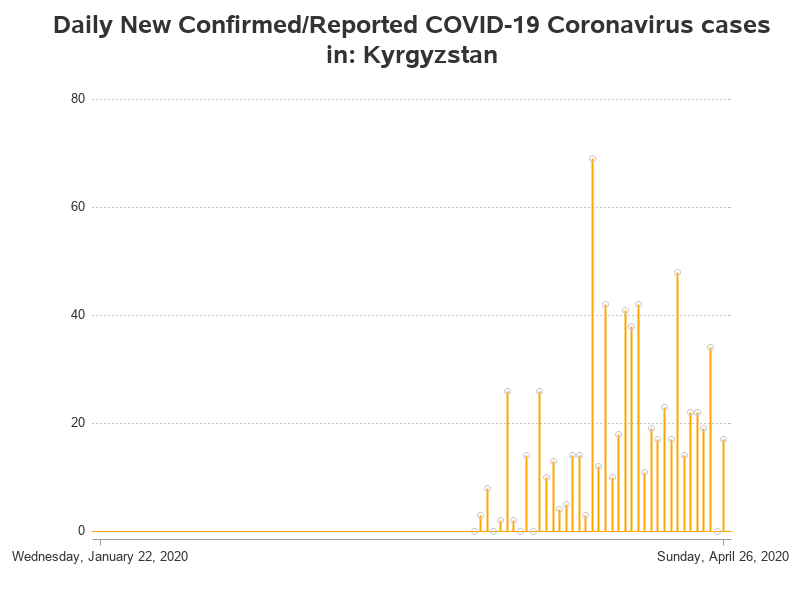 Daily New Confirmed/Reported COVID-19 Coronavirus cases
in: Kyrgyzstan
80
60
40
20
0
Wednesday, January 22, 2020 Sunday, April 26, 2020